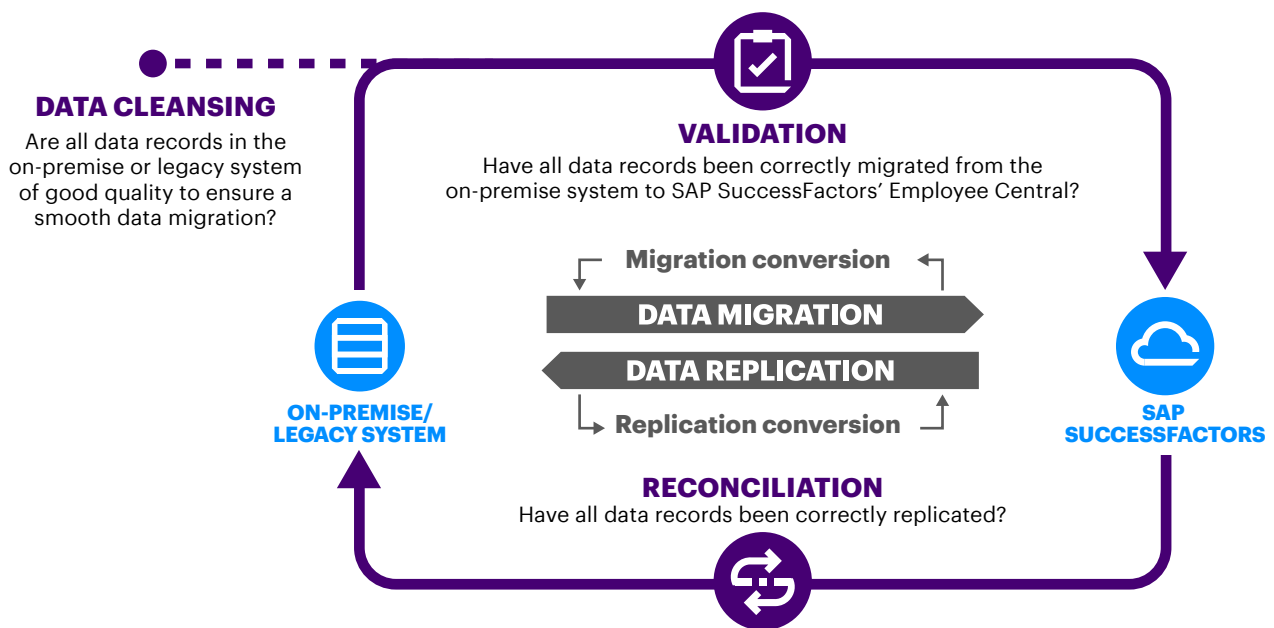 DATA CLEANSING
Are all data records in the
on-premise or legacy system
of good quality to ensure a
smooth data migration?
VALIDATION
Have all data records been correctly migrated from the
on-premise system to SAP SuccessFactors’ Employee Central?
Migration conversion
DATA MIGRATION
DATA REPLICATION
Replication conversion
ON-PREMISE/
LEGACY SYSTEM
SAP
SUCCESSFACTORS
RECONCILIATION
Have all data records been correctly replicated?